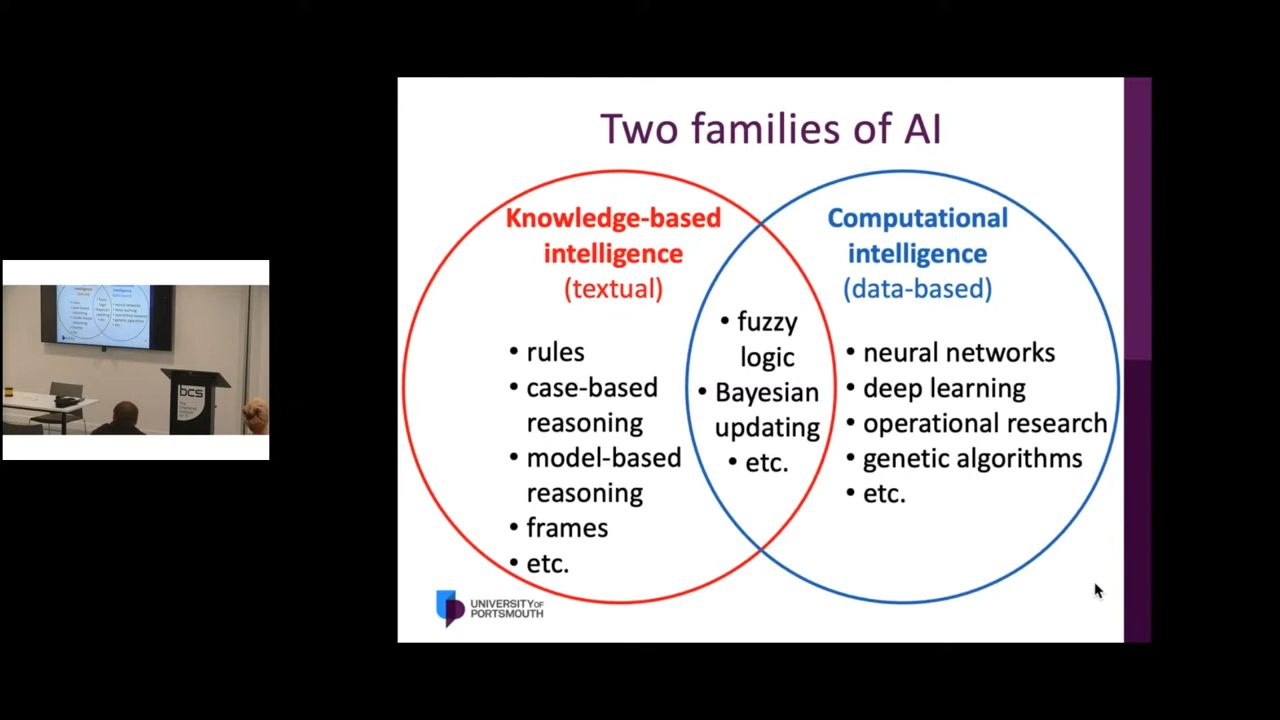 Two families of AI
Knowledge-based
intelligence
(textual)
• rules
• case-based
reasoning
• model-based
reasoning
• frames
• etc.
• fuzzy
logic
• Bayesian
updating
• etc.
Computational
intelligence
(data-based)
• neural networks
• deep learning
• operational research
• genetic algorithms
• etc.
UNIVERSITY OF
PORTSMOUTH
bcs